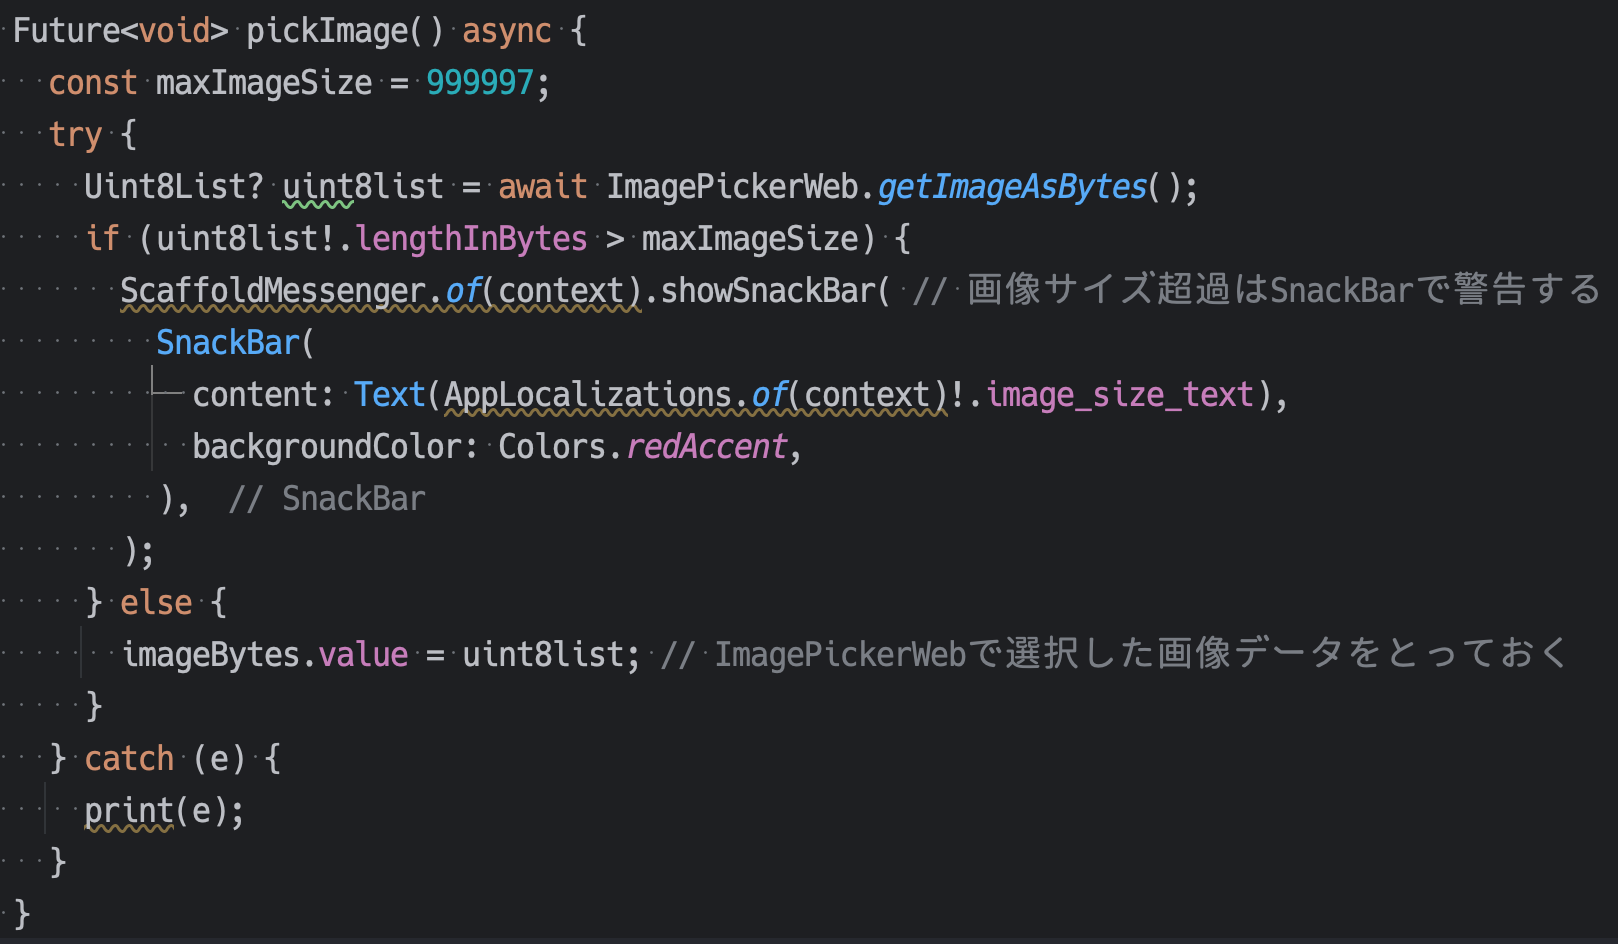 Future<void> pickImage() async {
const maxImageSize = 999997;
try {
Uint8List? uint8list = await ImagePickerWeb.getImageAsBytes();
if (uint8list!.lengthInBytes > maxImageSize) {
ScaffoldMessenger.of(context).showSnackBar( // 画像サイズ超過はSnackBarで警告する
SnackBar(
content: Text(AppLocalizations.of(context)!.image_size_text),
backgroundColor: Colors.redAccent,
), // SnackBar
);
} else {
imageBytes.value = uint8list; // ImagePickerWebで選択した画像データをとっておく
}
} catch (e) {
print(e);
}
}